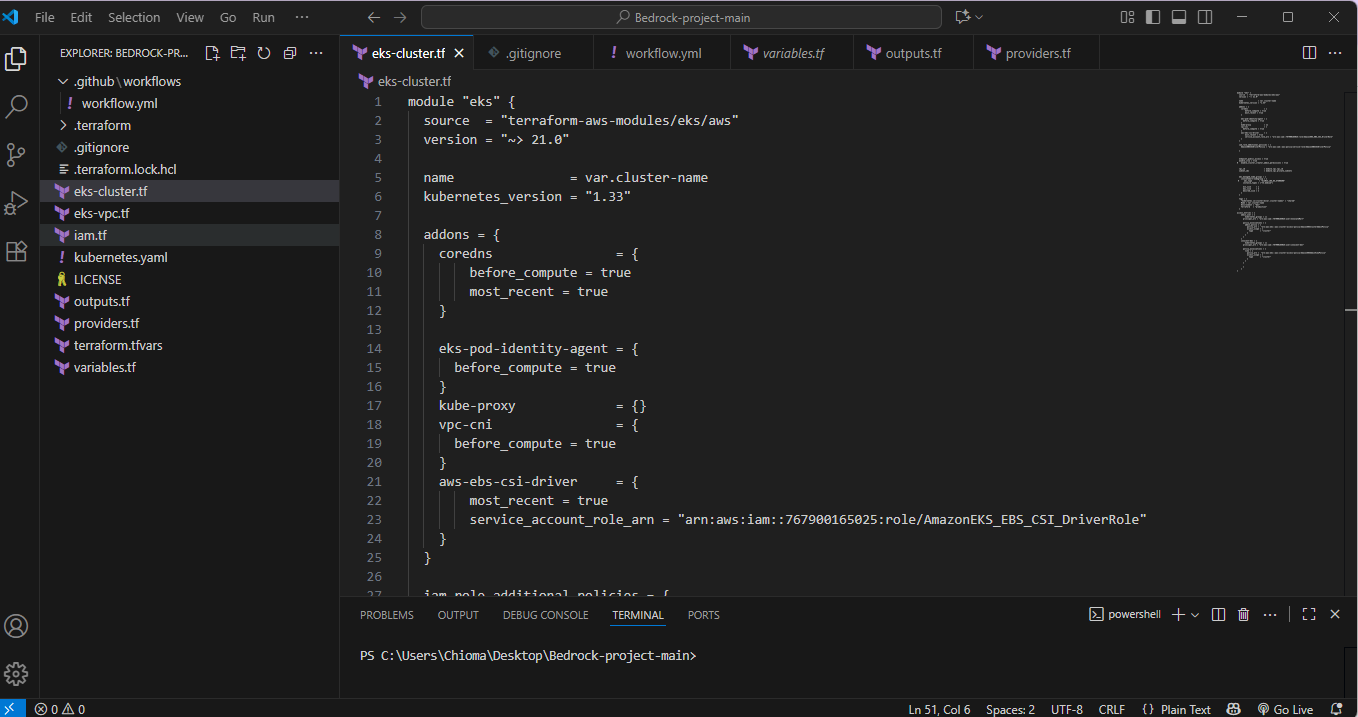 File Edit Selection View Go Run ···
Bedrock-project-main
EXPLORER: BEDROCK-PR...
.github\workflows
! workflow.yml
.terraform
.gitignore
.terraform.lock.hcl
eks-cluster.tf
eks-vpc.tf
iam.tf
! kubernetes.yaml
LICENSE
outputs.tf
providers.tf
terraform.tfvars
variables.tf
eks-cluster.tf .gitignore ! workflow.yml variables.tf outputs.tf providers.tf
eks-cluster.tf
1 module "eks" {
2   source  = "terraform-aws-modules/eks/aws"
3   version = "~> 21.0"
4
5   name               = var.cluster-name
6   kubernetes_version = "1.33"
7
8   addons = {
9     coredns                = {
10         before_compute = true
11         most_recent = true
12     }
13
14     eks-pod-identity-agent = {
15       before_compute = true
16     }
17     kube-proxy             = {}
18     vpc-cni                = {
19       before_compute = true
20     }
21     aws-ebs-csi-driver     = {
22         most_recent = true
23         service_account_role_arn = "arn:aws:iam::767900165025:role/AmazonEKS_EBS_CSI_DriverRole"
24     }
25   }
26
27   iam_role_additional_policies = {
PROBLEMS OUTPUT DEBUG CONSOLE TERMINAL PORTS
powershell
PS C:\Users\Chioma\Desktop\Bedrock-project-main>
0 0
Ln 51, Col 6 Spaces: 2 UTF-8 CRLF {} Plain Text Go Live